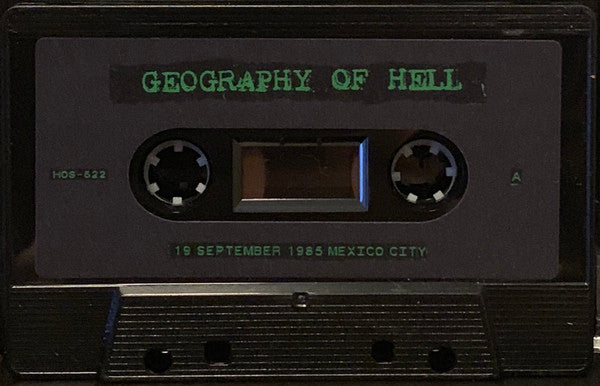 GEOGRAPHY OF HELL
HOS-522
A
19 SEPTEMBER 1985 MEXICO CITY